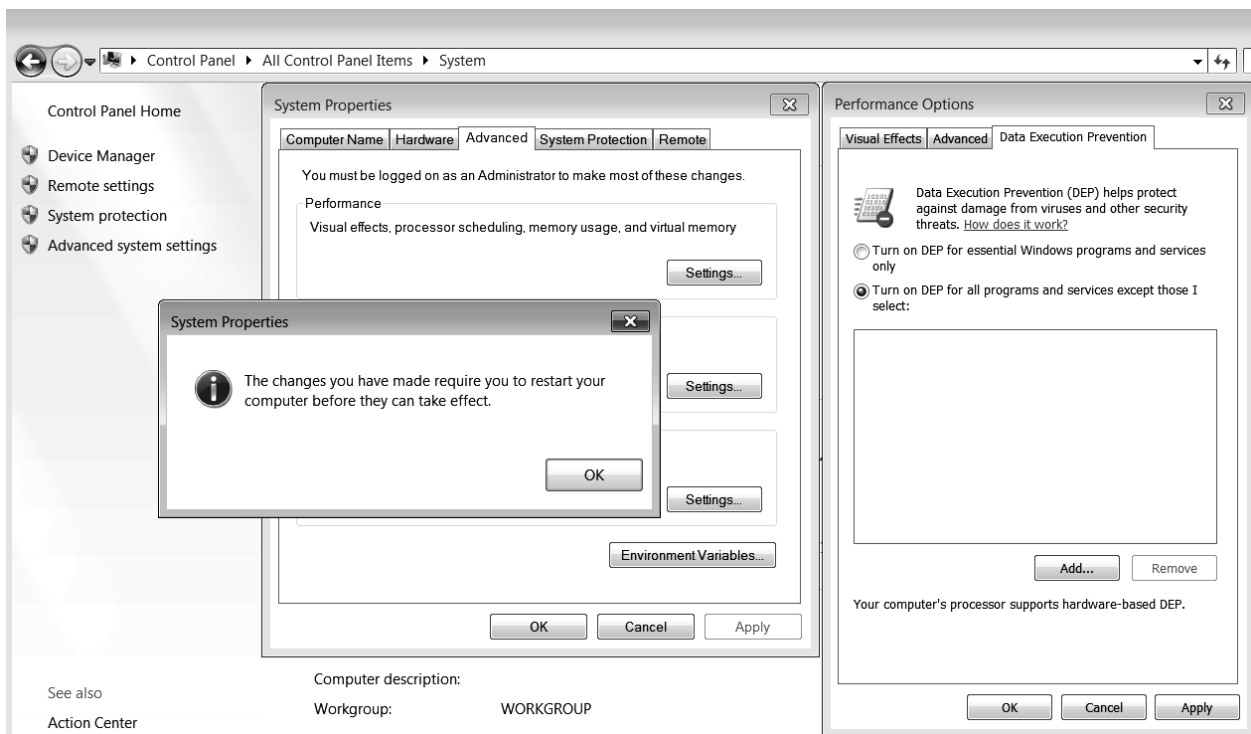 Control Panel All Control Panel Items System
Control Panel Home
Device Manager
Remote settings
System protection
Advanced system settings
See also
Action Center
System Properties
Computer Name Hardware Advanced System Protection Remote
You must be logged on as an Administrator to make most of these changes.
Performance
Visual effects, processor scheduling, memory usage, and virtual memory
Settings...
Settings...
Settings...
Environment Variables...
OK Cancel Apply
System Properties
The changes you have made require you to restart your
computer before they can take effect.
OK
Computer description:
Workgroup: WORKGROUP
Performance Options
Visual Effects Advanced Data Execution Prevention
Data Execution Prevention (DEP) helps protect
against damage from viruses and other security
threats. How does it work?
Turn on DEP for essential Windows programs and services
only
Turn on DEP for all programs and services except those I
select:
Add... Remove
Your computer's processor supports hardware-based DEP.
OK Cancel Apply